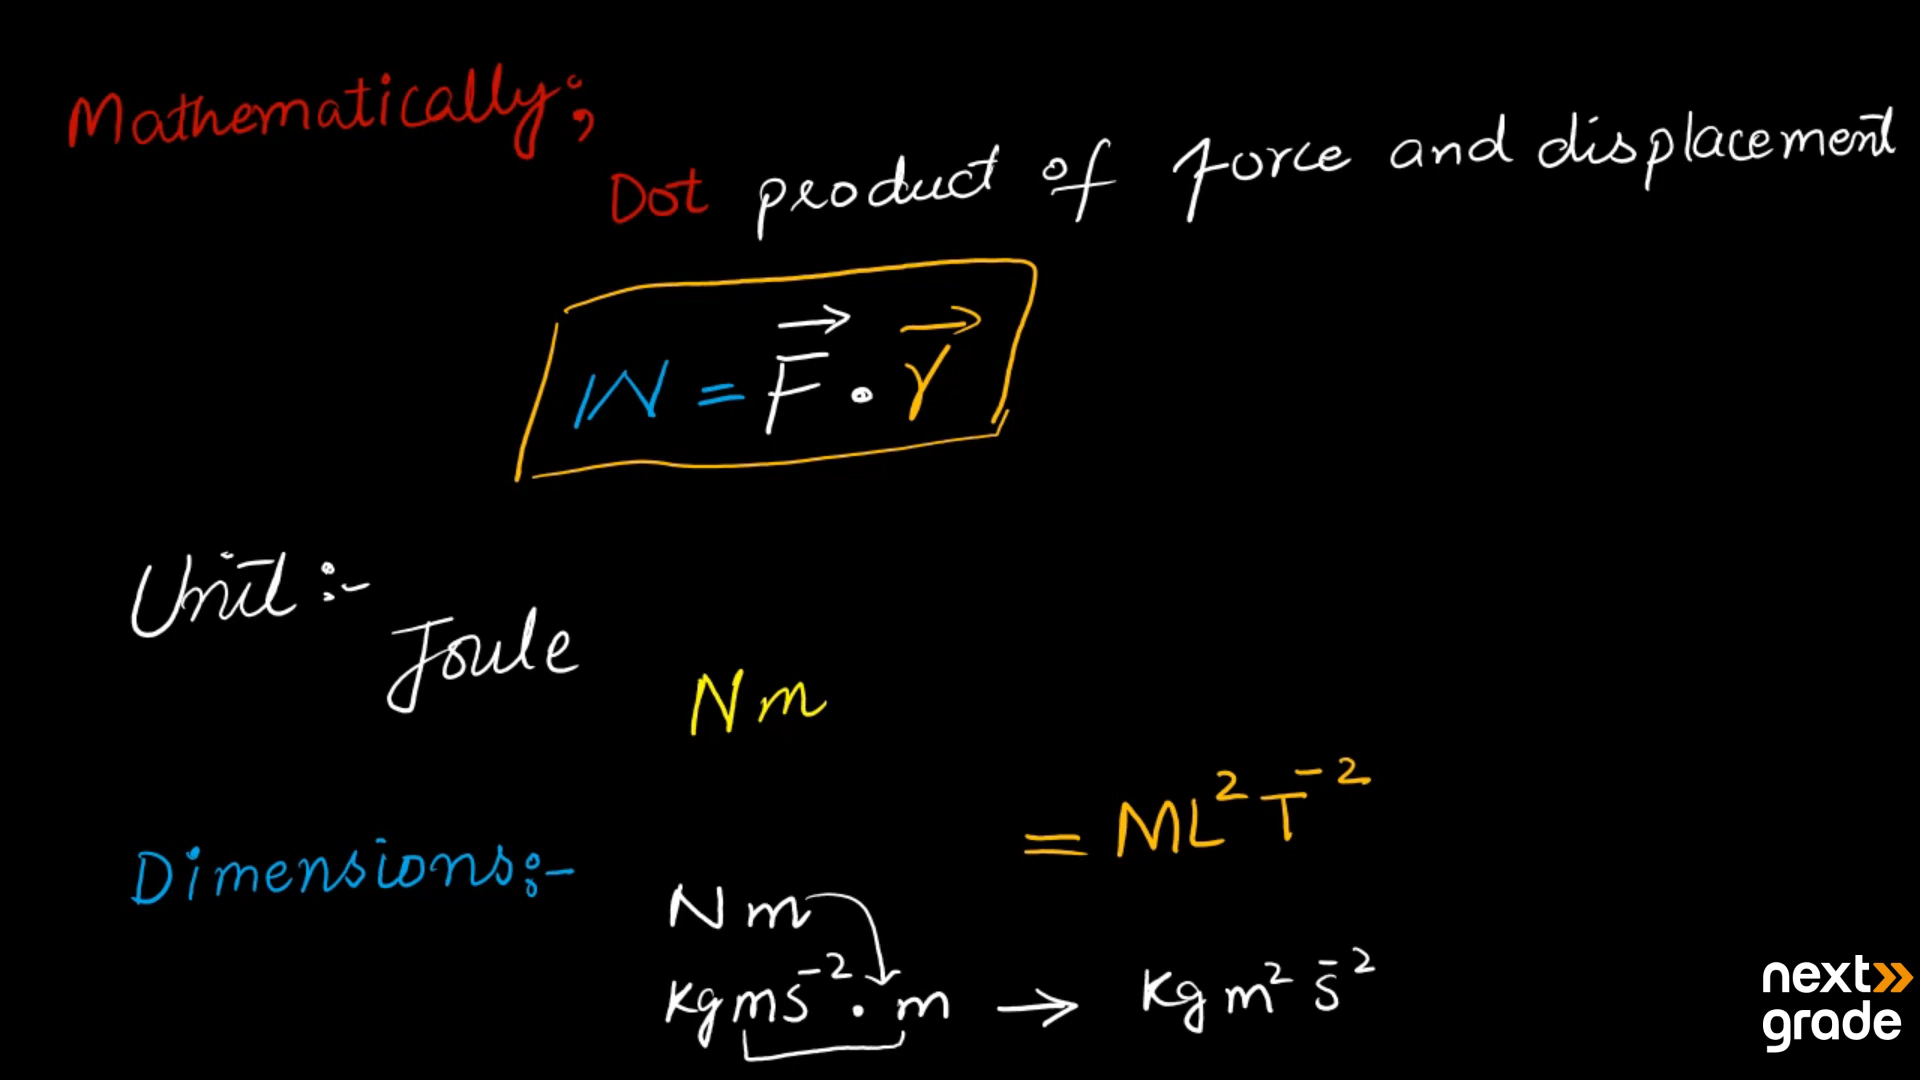 Mathematically:,
Dot product of force and displacement
W = F⃗ · r⃗
Unit :-
Joule
Nm
= ML² T⁻²
Dimensions:-
Nm
kgms⁻² · m → kg m² s⁻²
next»
grade